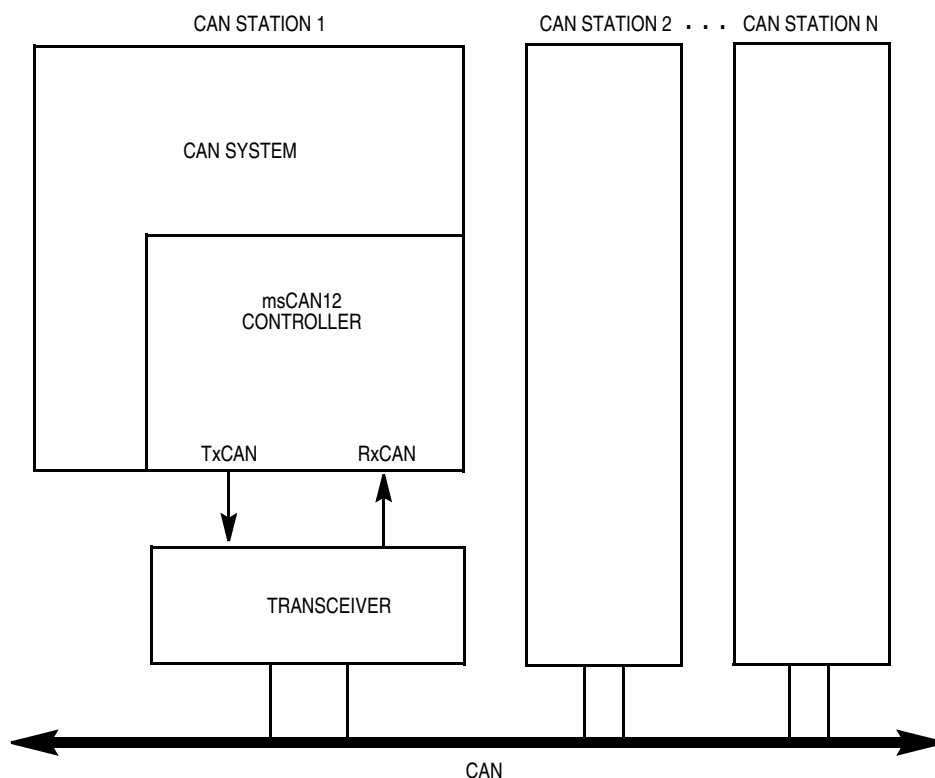 CAN STATION 1
CAN STATION 2 . . . CAN STATION N
CAN SYSTEM
msCAN12
CONTROLLER
TxCAN
RxCAN
TRANSCEIVER
CAN